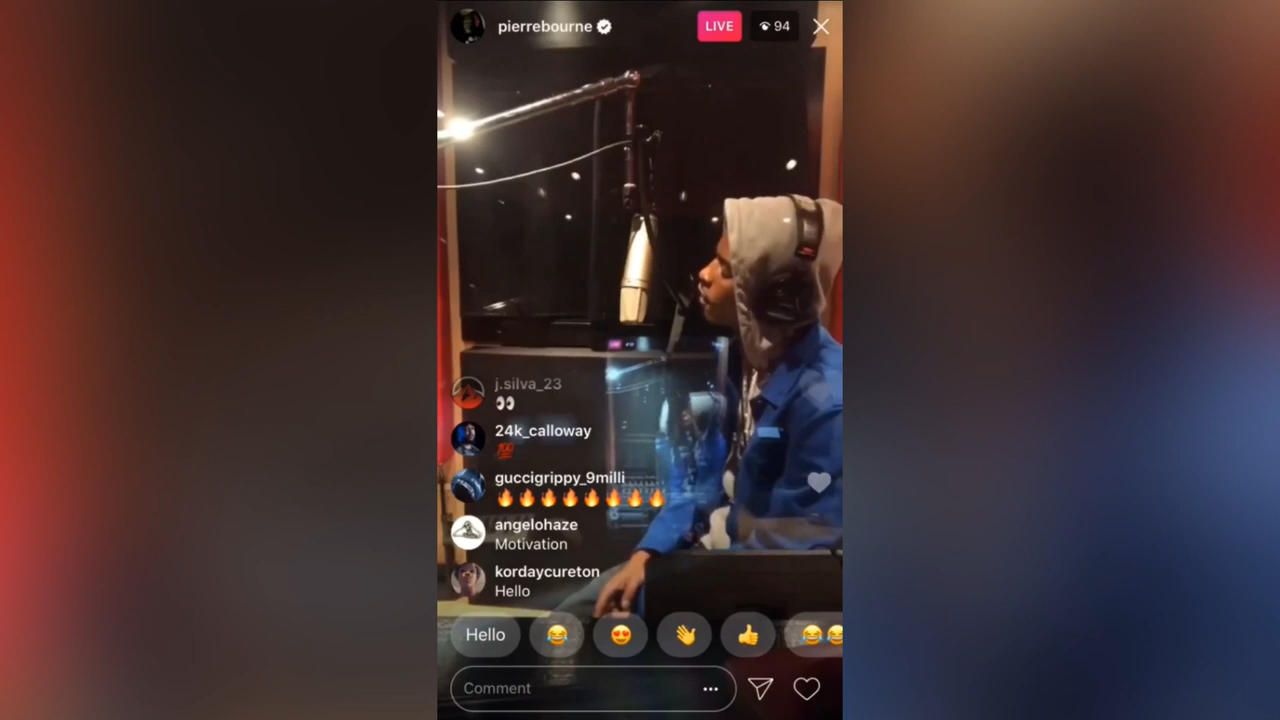 pierrebourne
LIVE
94
j.silva_23
👀
24k_calloway
💯
guccigrippy_9milli
🔥🔥🔥🔥🔥🔥🔥🔥
angelohaze
Motivation
kordaycureton
Hello
Hello 😂 😍 👋 👍 😂😂
Comment